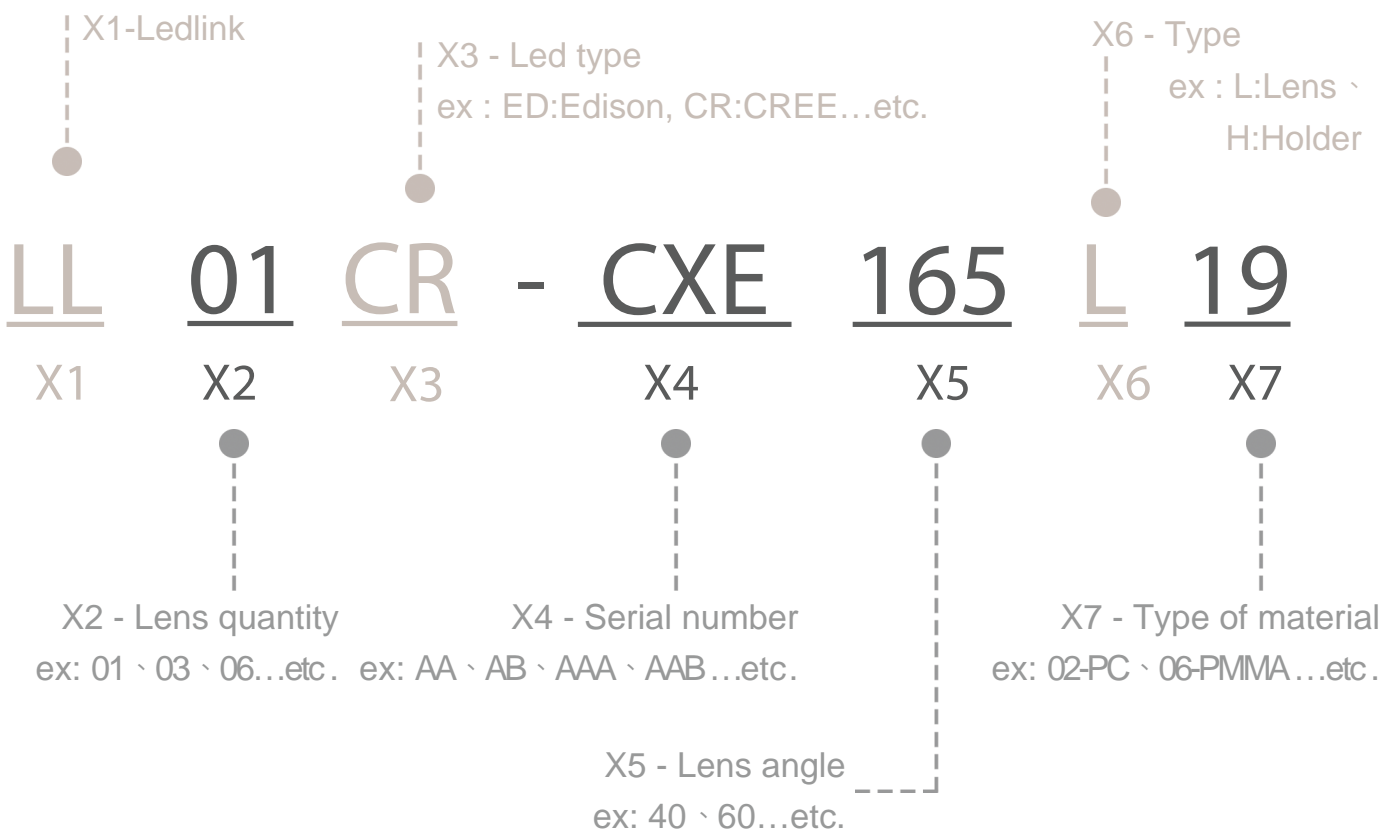 X1-Ledlink
X3 - Led type
ex : ED:Edison, CR:CREE…etc.
X6 - Type
ex : L:Lens、
H:Holder
LL 01 CR - CXE 165 L 19
X1 X2 X3 X4 X5 X6 X7
X2 - Lens quantity
ex: 01、03、06…etc.
X4 - Serial number
ex: AA、AB、AAA、AAB…etc.
X7 - Type of material
ex: 02-PC、06-PMMA…etc.
X5 - Lens angle
ex: 40、60…etc.